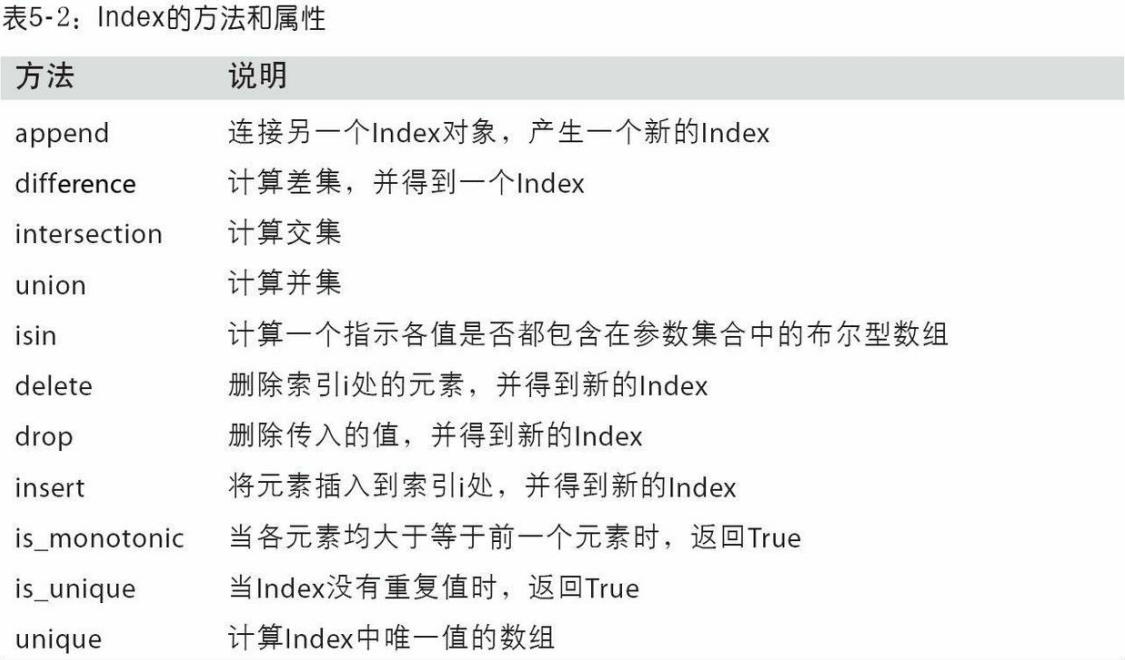 表5-2：Index的方法和属性
方法 说明
append 连接另一个Index对象，产生一个新的Index
difference 计算差集，并得到一个Index
intersection 计算交集
union 计算并集
isin 计算一个指示各值是否都包含在参数集合中的布尔型数组
delete 删除索引i处的元素，并得到新的Index
drop 删除传入的值，并得到新的Index
insert 将元素插入到索引i处，并得到新的Index
is_monotonic 当各元素均大于等于前一个元素时，返回True
is_unique 当Index没有重复值时，返回True
unique 计算Index中唯一值的数组